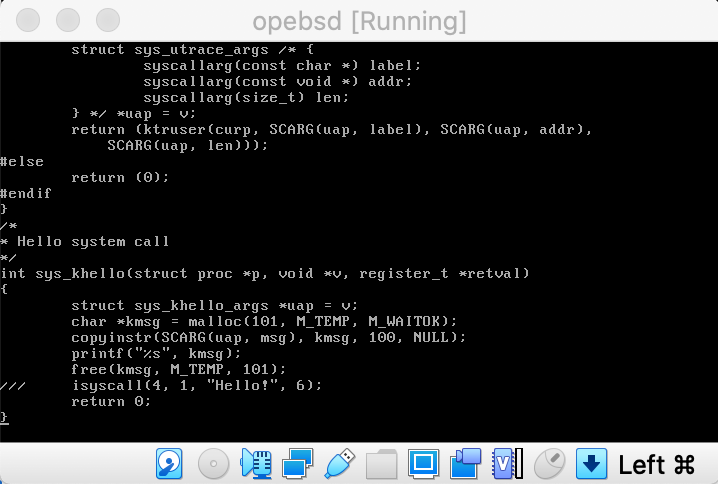 opebsd [Running]
struct sys_utrace_args /* {
syscallarg(const char *) label;
syscallarg(const void *) addr;
syscallarg(size_t) len;
} */ *uap = v;
return (ktruser(curp, SCARG(uap, label), SCARG(uap, addr),
SCARG(uap, len)));
#else
return (0);
#endif
}
/*
* Hello system call
*/
int sys_khello(struct proc *p, void *v, register_t *retval)
{
struct sys_khello_args *uap = v;
char *kmsg = malloc(101, M_TEMP, M_WAITOK);
copyinstr(SCARG(uap, msg), kmsg, 100, NULL);
printf("%s", kmsg);
free(kmsg, M_TEMP, 101);
/// isyscall(4, 1, "Hello!", 6);
return 0;
}
V
Left ⌘